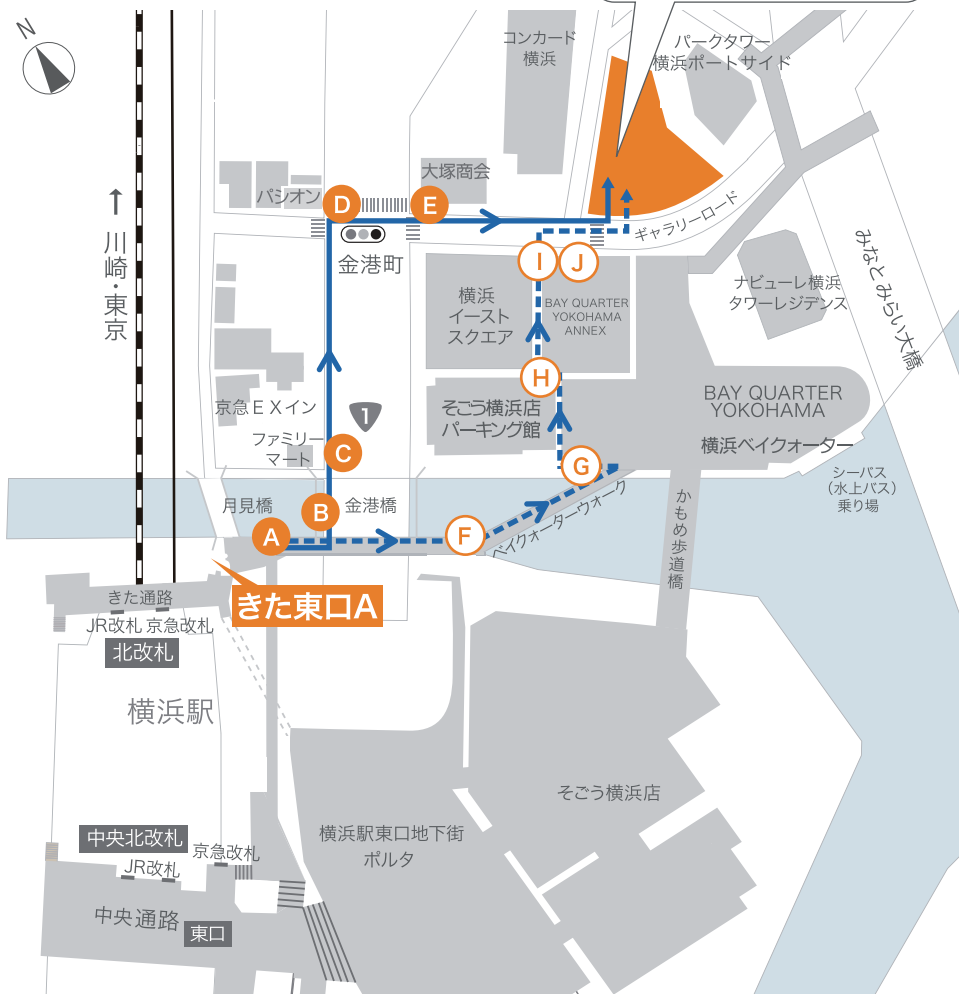 N
コンカード
横浜
パークタワー
横浜ポートサイド
大塚商会
パシオン
D
E
ギャラリーロード
↑川崎・東京
金港町
I
J
みなとみらい大橋
横浜
イースト
スクエア
BAY QUARTER
YOKOHAMA
ANNEX
ナビューレ横浜
タワーレジデンス
H
京急EXイン
1
そごう横浜店
パーキング館
BAY QUARTER
YOKOHAMA
横浜ベイクォーター
ファミリー
マート
C
G
シーバス
(水上バス)
乗り場
月見橋
B
金港橋
A
F
ベイクォーターウォーク
かもめ歩道橋
きた東口A
きた通路
JR改札 京急改札
北改札
横浜駅
そごう横浜店
中央北改札
京急改札
JR改札
横浜駅東口地下街
ポルタ
中央通路
東口